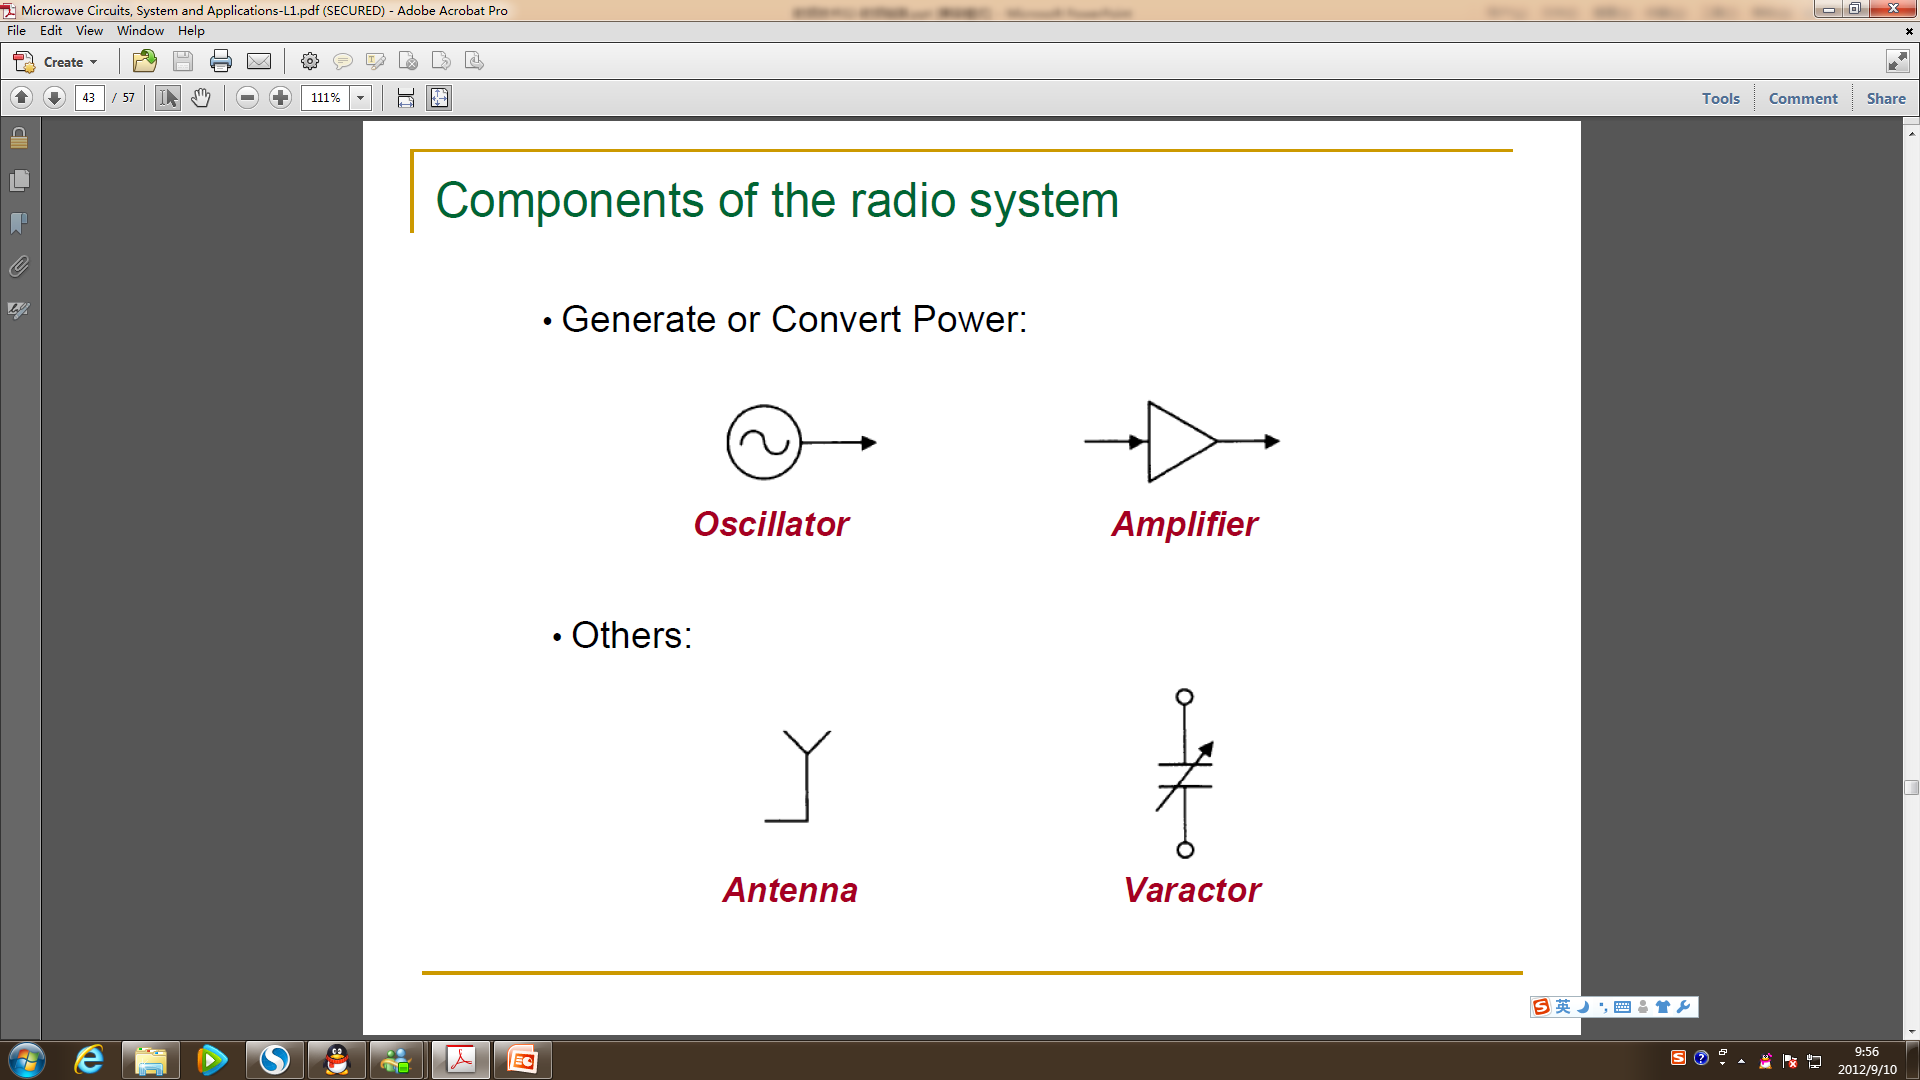 Microwave Circuits, System and Applications-L1.pdf (SECURED) - Adobe Acrobat Pro
File Edit View Window Help
Create
43 / 57 111% Tools Comment Share
Components of the radio system
• Generate or Convert Power:
Oscillator Amplifier
• Others:
Antenna Varactor
英
9:56
2012/9/10